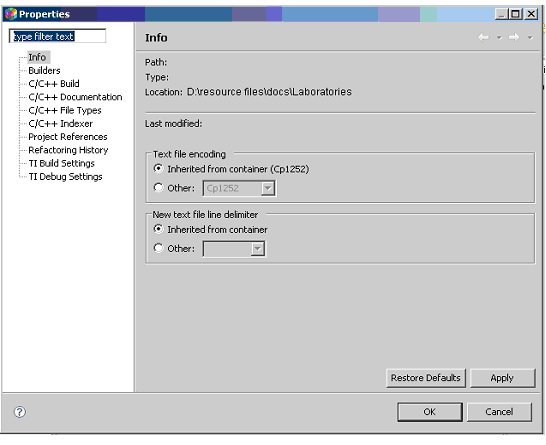 Properties
type filter text
Info
Builders
C/C++ Build
C/C++ Documentation
C/C++ File Types
C/C++ Indexer
Project References
Refactoring History
TI Build Settings
TI Debug Settings
Info
Path:
Type:
Location: D:\resource files\docs\Laboratories
Last modified:
Text file encoding
Inherited from container (Cp1252)
Other: Cp1252
New text file line delimiter
Inherited from container
Other:
Restore Defaults Apply
? OK Cancel